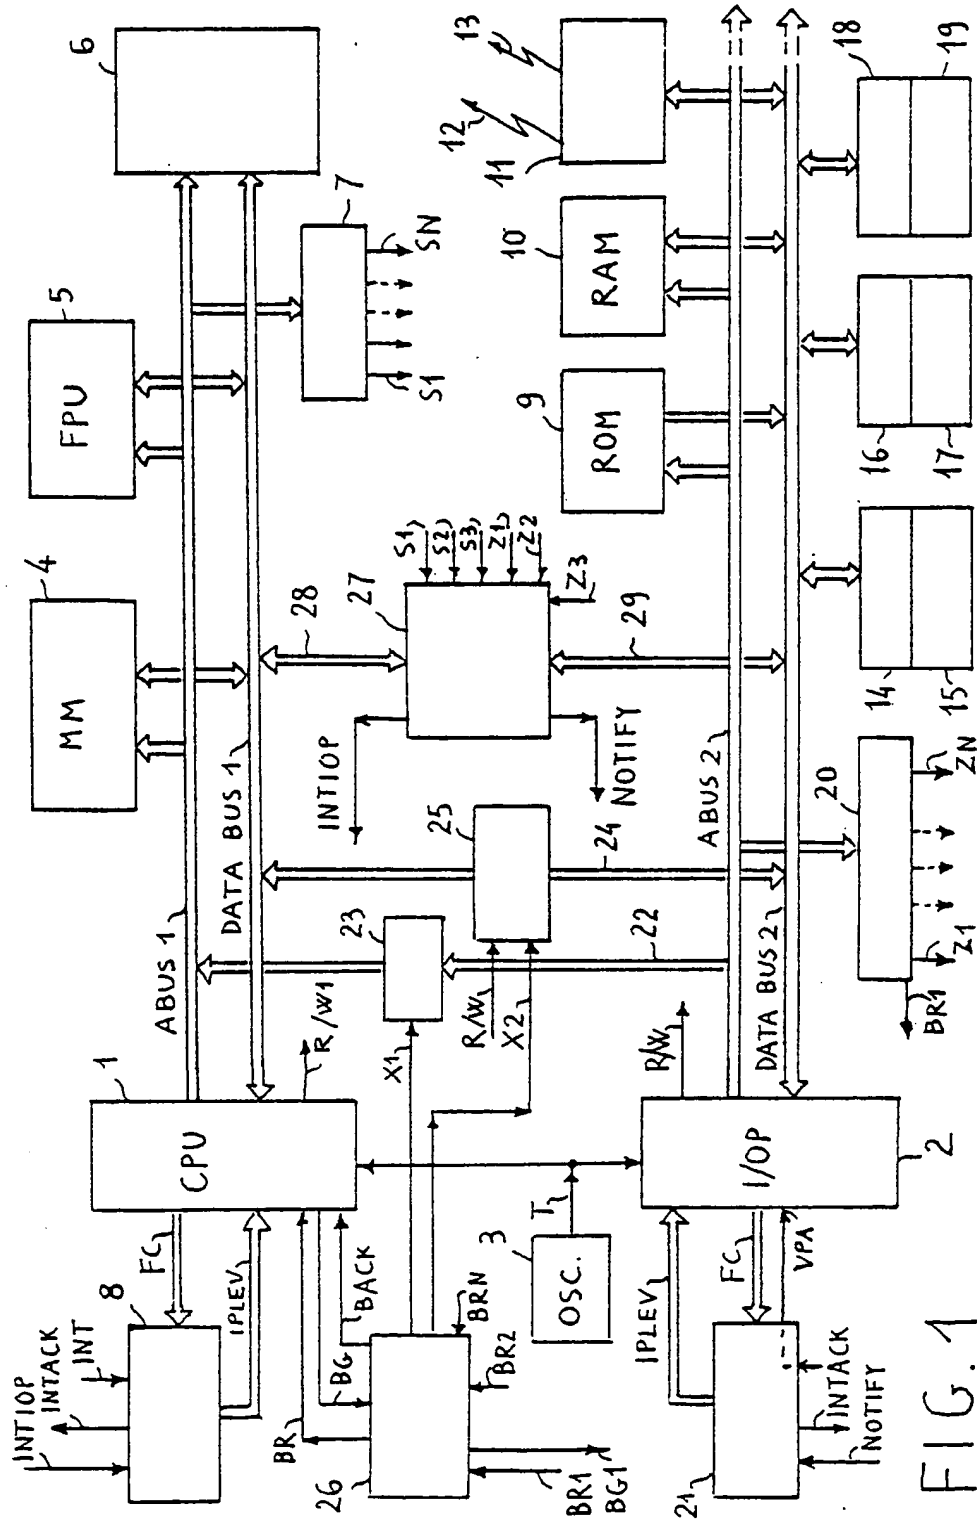 6
5
FPU
4
MM
7
SN
S1
ABUS 1
DATA BUS 1
1
CPU
R/W1
FC
IPLEV
8
INT
INTIOP
INTACK
BR
BG
BACK
26
BRN
BR2
BR1
BG1
X1
23
R/W
X2
22
25
24
INTIOP
NOTIFY
28
27
S1
S2
S3
Z1
Z2
Z3
29
9
ROM
10
RAM
11
12
13
ABUS 2
DATA BUS 2
R/W
I/OP
2
T
3
OSC.
IPLEV
FC
VPA
21
INTACK
NOTIFY
BR1
Z1
ZN
20
14
15
16
17
18
19
FIG. 1